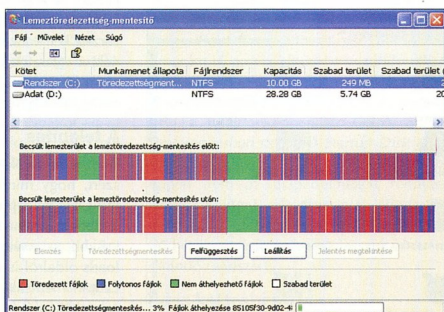 Lemeztöredezettség-mentesítő
Fájl Művelet Nézet Súgó
Kötet Munkamenet állapota Fájlrendszer Kapacitás Szabad terület Szabad terület
Rendszer (C:) Töredezettségment... NTFS 10.00 GB 249 MB
Adat (D:) NTFS 28.28 GB 5.74 GB
Becsült lemezterület a lemeztöredezettség-mentesítés előtt:
Becsült lemezterület a lemeztöredezettség-mentesítés után:
Elemzés Töredezettségmentesítés Felfüggesztés Leállítás Jelentés megtekintése
Töredezett fájlok Folytonos fájlok Nem áthelyezhető fájlok Szabad terület
Rendszer (C:) Töredezettségmentesítés... 3% Fájlok áthelyezése 85105f30-9d02-4